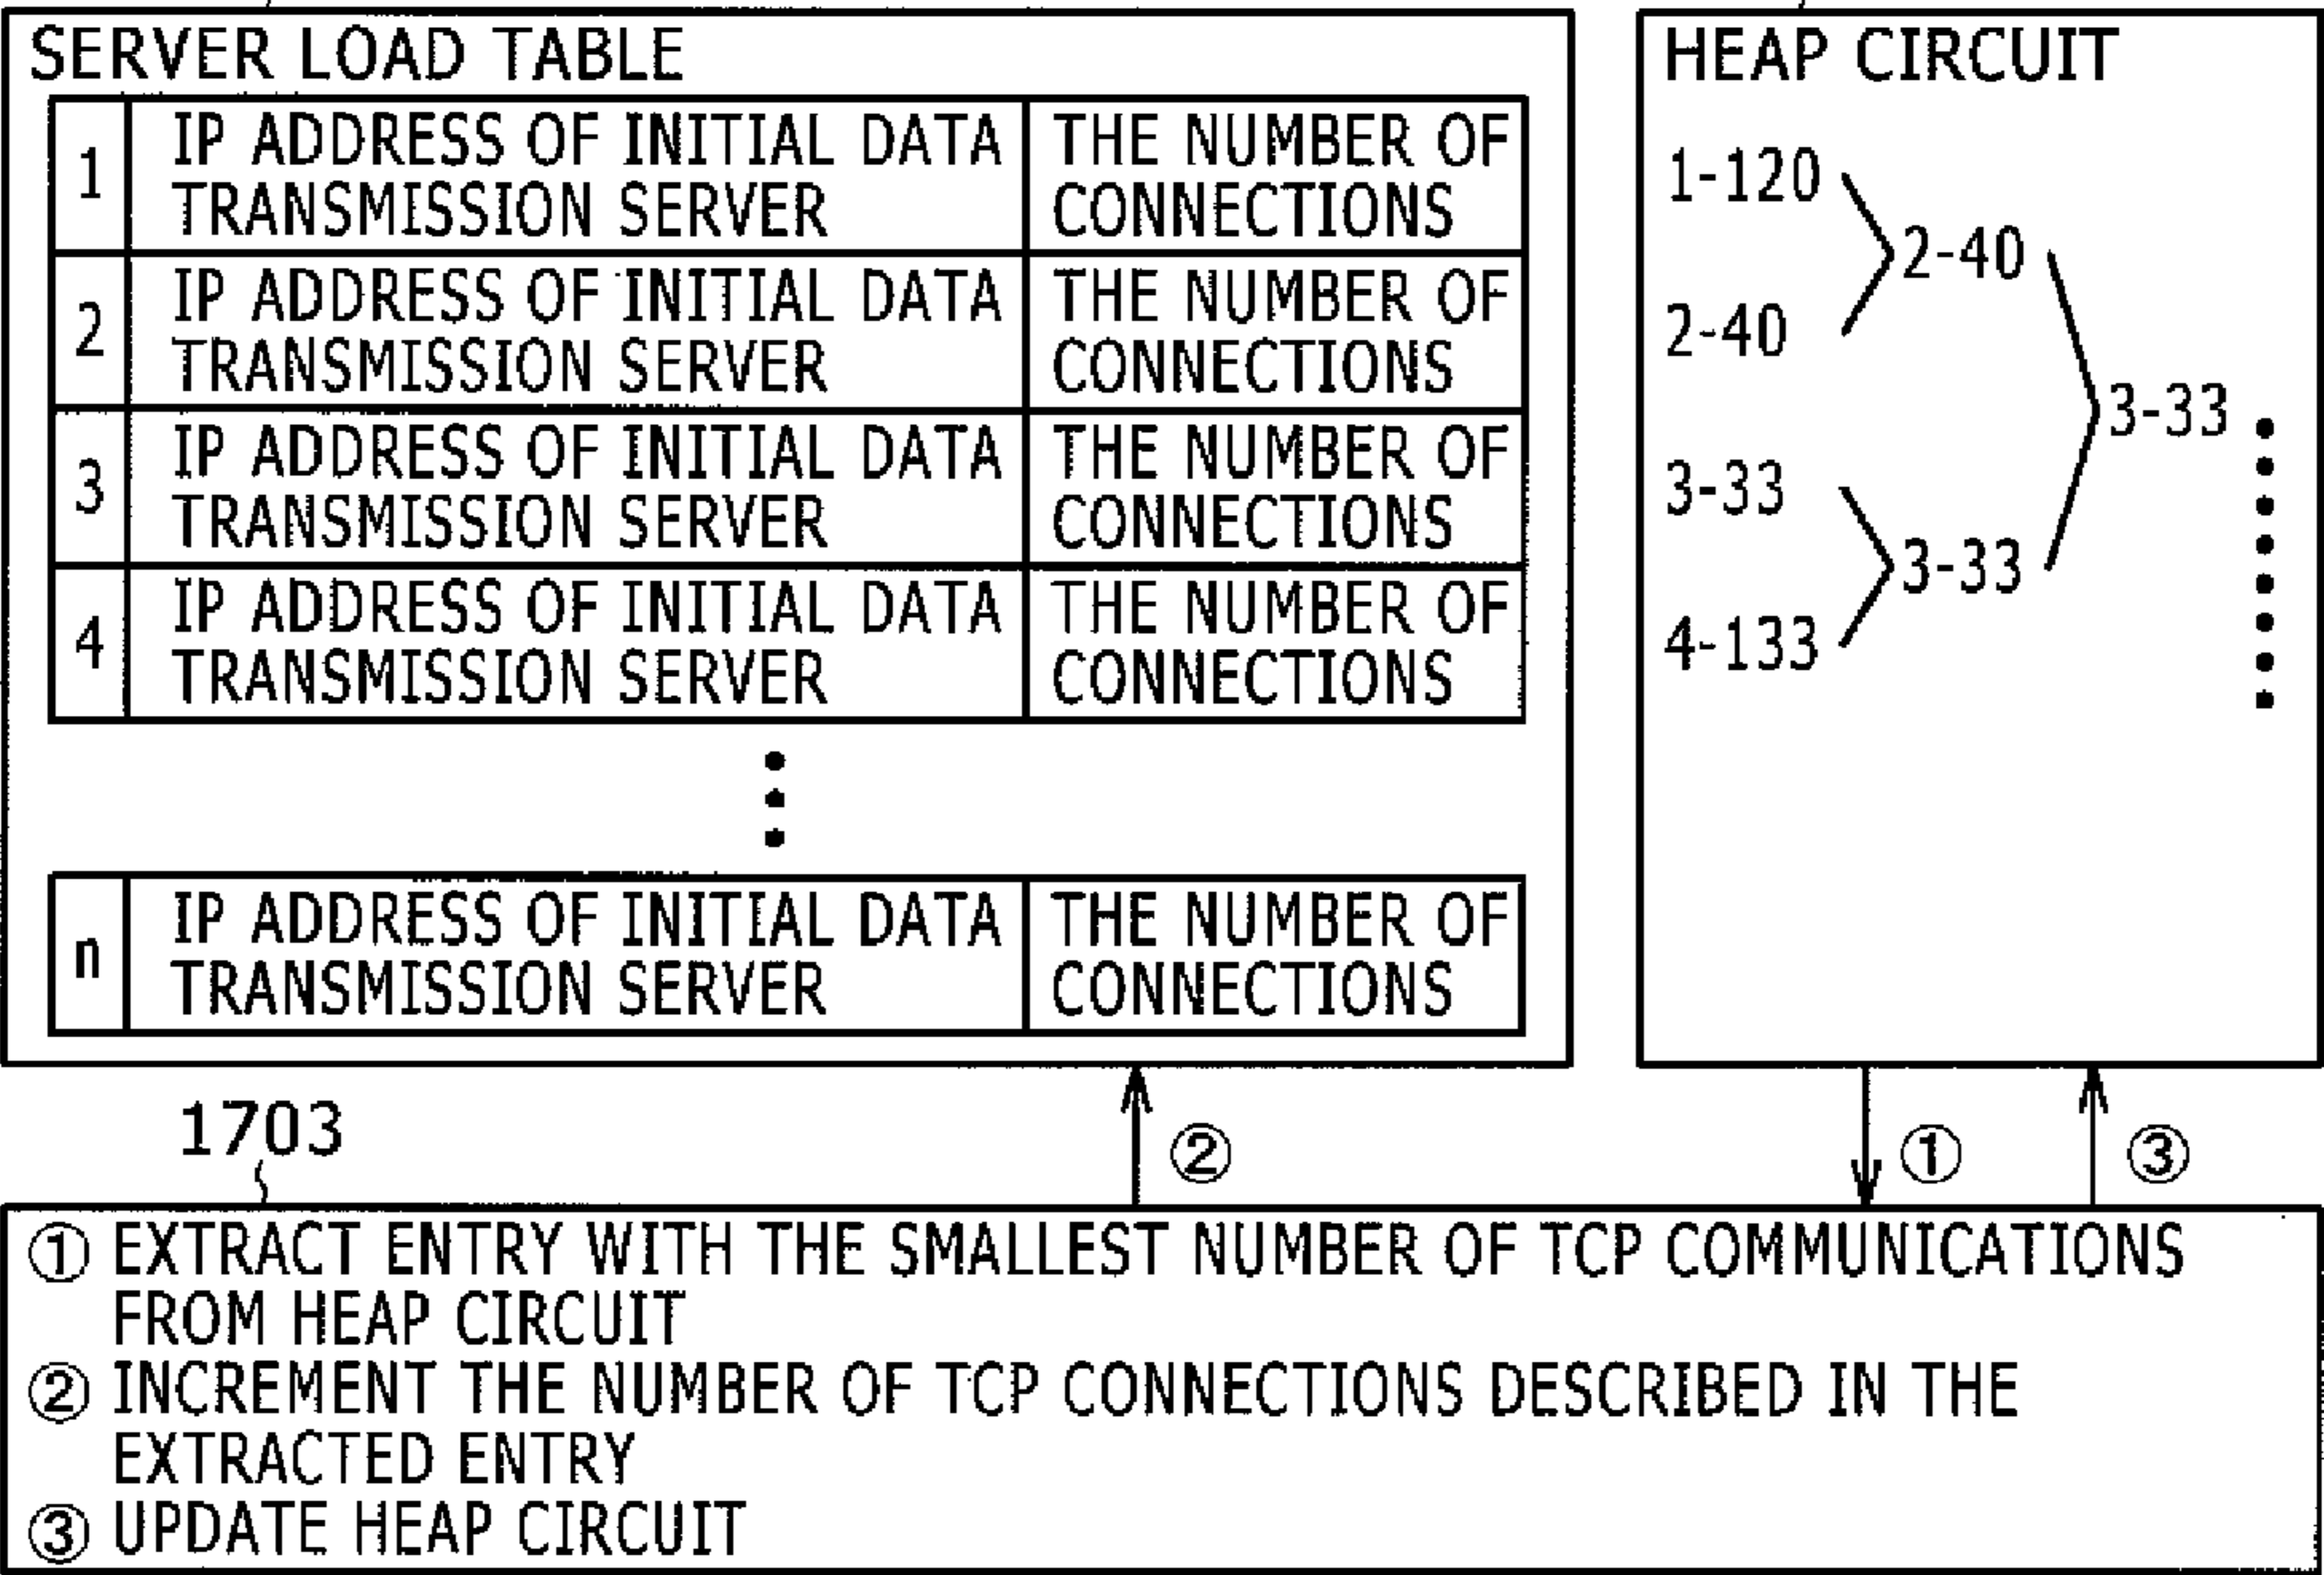 SERVER LOAD TABLE
1
IP ADDRESS OF INITIAL DATA
TRANSMISSION SERVER
THE NUMBER OF
CONNECTIONS
2
IP ADDRESS OF INITIAL DATA
TRANSMISSION SERVER
THE NUMBER OF
CONNECTIONS
3
IP ADDRESS OF INITIAL DATA
TRANSMISSION SERVER
THE NUMBER OF
CONNECTIONS
4
IP ADDRESS OF INITIAL DATA
TRANSMISSION SERVER
THE NUMBER OF
CONNECTIONS
n
IP ADDRESS OF INITIAL DATA
TRANSMISSION SERVER
THE NUMBER OF
CONNECTIONS
HEAP CIRCUIT
1-120
2-40
2-40
3-33
3-33
3-33
4-133
1703
②
①
③
① EXTRACT ENTRY WITH THE SMALLEST NUMBER OF TCP COMMUNICATIONS
FROM HEAP CIRCUIT
② INCREMENT THE NUMBER OF TCP CONNECTIONS DESCRIBED IN THE
EXTRACTED ENTRY
③ UPDATE HEAP CIRCUIT